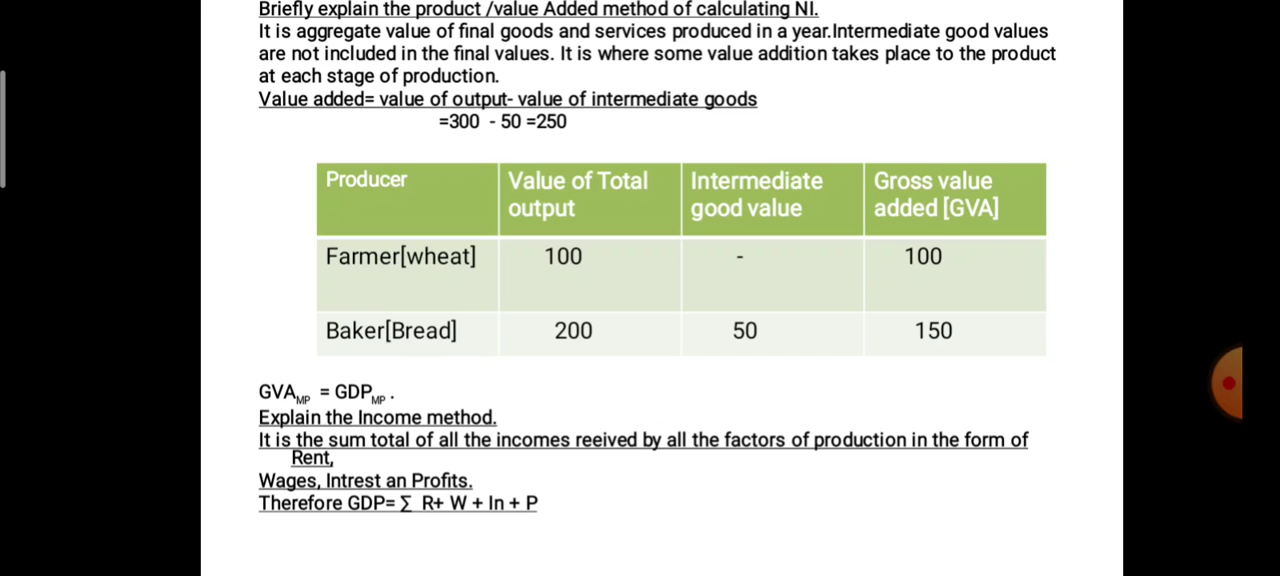 Briefly explain the product /value Added method of calculating NI.
It is aggregate value of final goods and services produced in a year.Intermediate good values
are not included in the final values. It is where some value addition takes place to the product
at each stage of production.
Value added= value of output- value of intermediate goods
=300 - 50 =250
Producer Value of Total output Intermediate good value Gross value added [GVA]
Farmer[wheat] 100 - 100
Baker[Bread] 200 50 150
GVAMP = GDPMP .
Explain the Income method.
It is the sum total of all the incomes reeived by all the factors of production in the form of
Rent,
Wages, Intrest an Profits.
Therefore GDP= ∑ R+ W + In + P